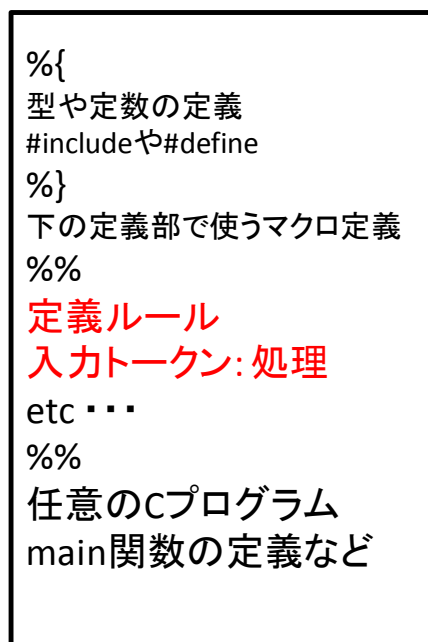 %{
型や定数の定義
#includeや#define
%}
下の定義部で使うマクロ定義
%%
定義ルール
入力トークン: 処理
etc ・・・
%%
任意のCプログラム
main関数の定義など